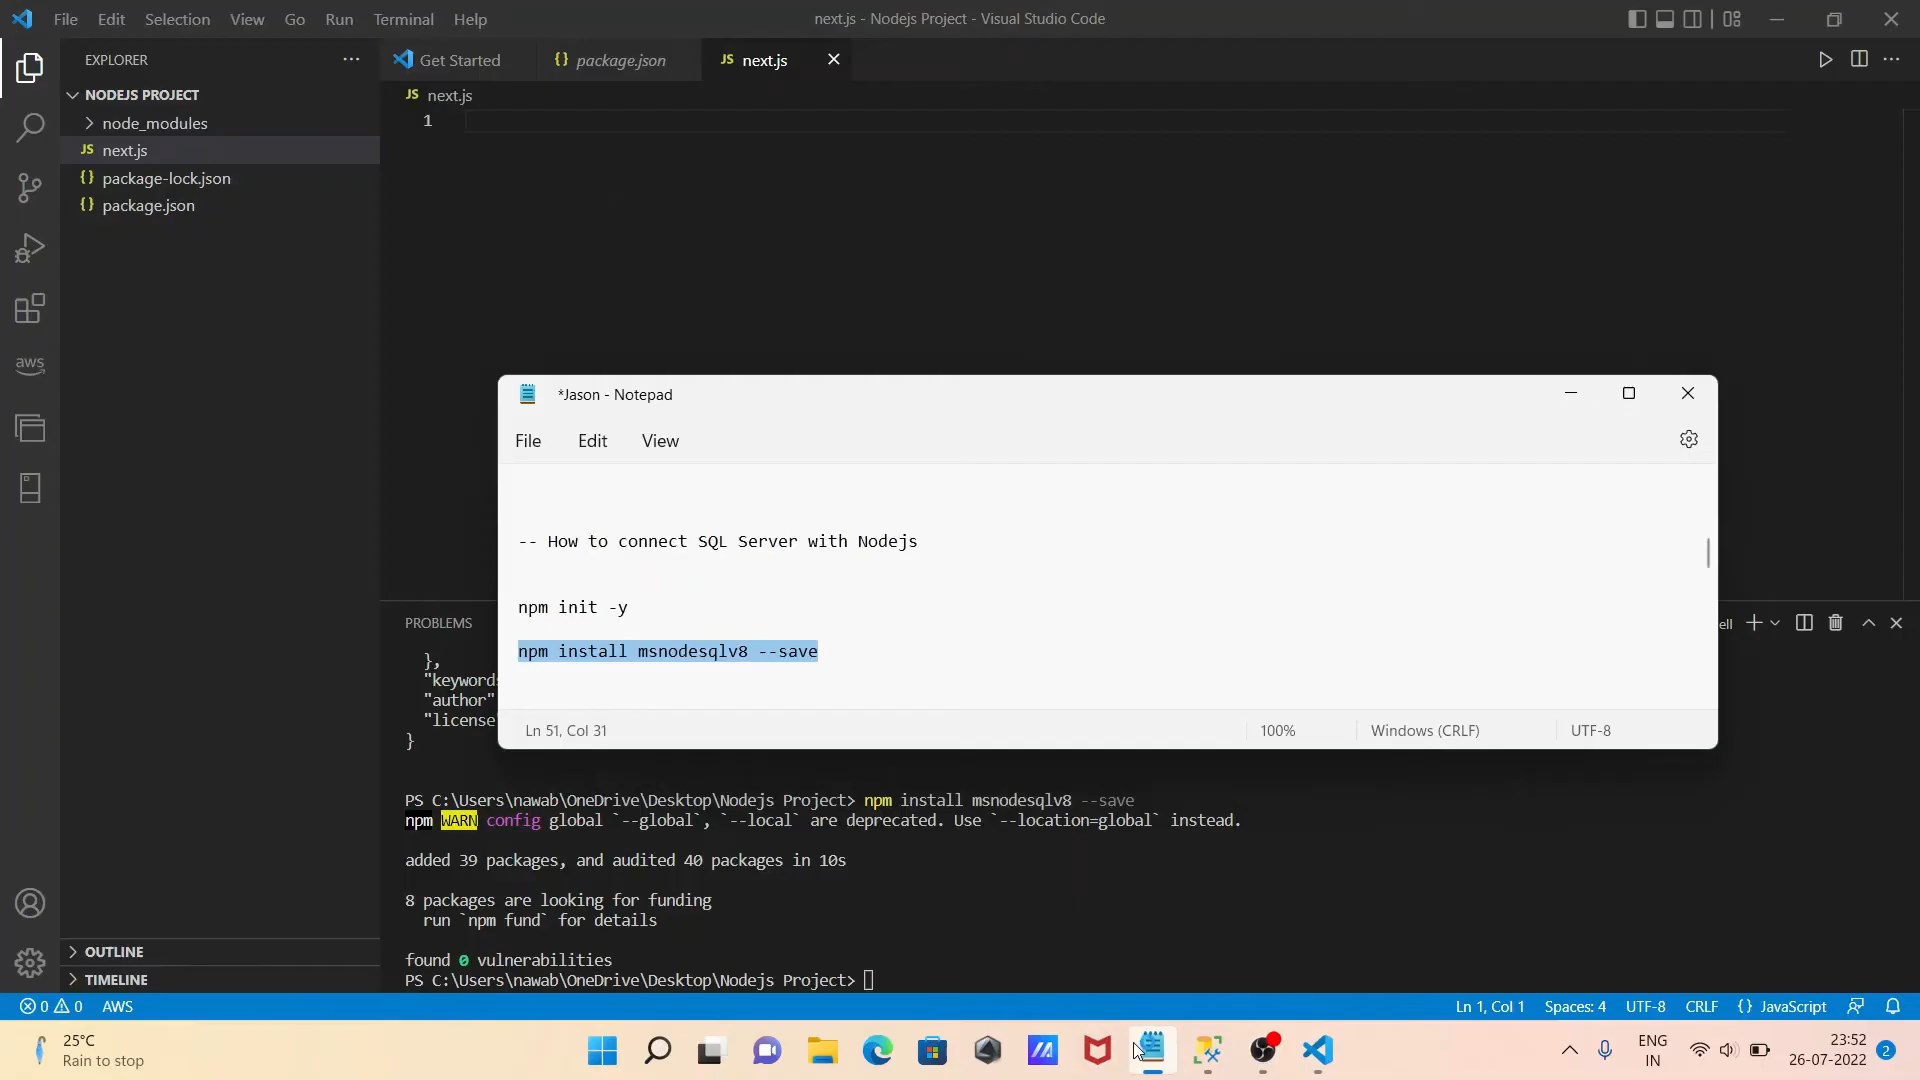 File Edit Selection View Go Run Terminal Help
next.js - Nodejs Project - Visual Studio Code
EXPLORER
NODEJS PROJECT
node_modules
JS next.js
{} package-lock.json
{} package.json
aws
OUTLINE
TIMELINE
Get Started
{} package.json
JS next.js
JS next.js
1
*Jason - Notepad
File Edit View
-- How to connect SQL Server with Nodejs
npm init -y
npm install msnodesqlv8 --save
Ln 51, Col 31
100%
Windows (CRLF)
UTF-8
PROBLEMS
ell
},
"keyword
"author"
"license
}
PS C:\Users\nawab\OneDrive\Desktop\Nodejs Project> npm install msnodesqlv8 --save
npm WARN config global `--global`, `--local` are deprecated. Use `--location=global` instead.
added 39 packages, and audited 40 packages in 10s
8 packages are looking for funding
run `npm fund` for details
found 0 vulnerabilities
PS C:\Users\nawab\OneDrive\Desktop\Nodejs Project>
0 0 AWS
Ln 1, Col 1 Spaces: 4 UTF-8 CRLF {} JavaScript
25°C
Rain to stop
ENG
IN
23:52
26-07-2022
2